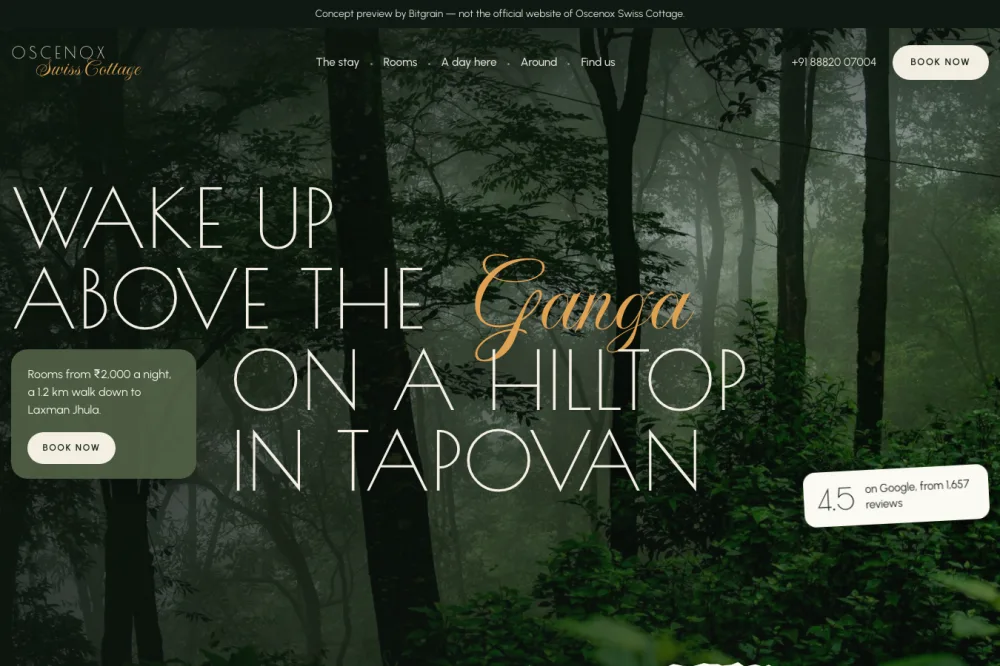 Concept preview by Bitgrain — not the official website of Oscenox Swiss Cottage.
OSCENOX
Swiss Cottage
The stay
Rooms
A day here
Around
Find us
+91 88820 07004
BOOK NOW
WAKE UP
ABOVE THE Ganga
ON A HILLTOP
IN TAPOVAN
Rooms from ₹2,000 a night,
a 1.2 km walk down to
Laxman Jhula.
BOOK NOW
4.5
on Google, from 1,657
reviews